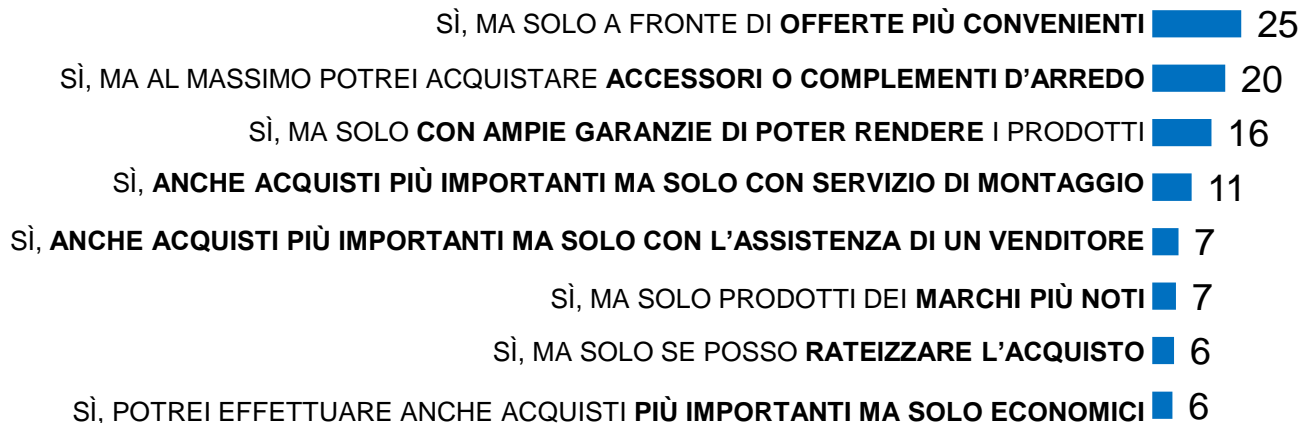 SÌ, MA SOLO A FRONTE DI OFFERTE PIÙ CONVENIENTI 25
SÌ, MA AL MASSIMO POTREI ACQUISTARE ACCESSORI O COMPLEMENTI D'ARREDO 20
SÌ, MA SOLO CON AMPIE GARANZIE DI POTER RENDERE I PRODOTTI 16
SÌ, ANCHE ACQUISTI PIÙ IMPORTANTI MA SOLO CON SERVIZIO DI MONTAGGIO 11
SÌ, ANCHE ACQUISTI PIÙ IMPORTANTI MA SOLO CON L'ASSISTENZA DI UN VENDITORE 7
SÌ, MA SOLO PRODOTTI DEI MARCHI PIÙ NOTI 7
SÌ, MA SOLO SE POSSO RATEIZZARE L'ACQUISTO 6
SÌ, POTREI EFFETTUARE ANCHE ACQUISTI PIÙ IMPORTANTI MA SOLO ECONOMICI 6